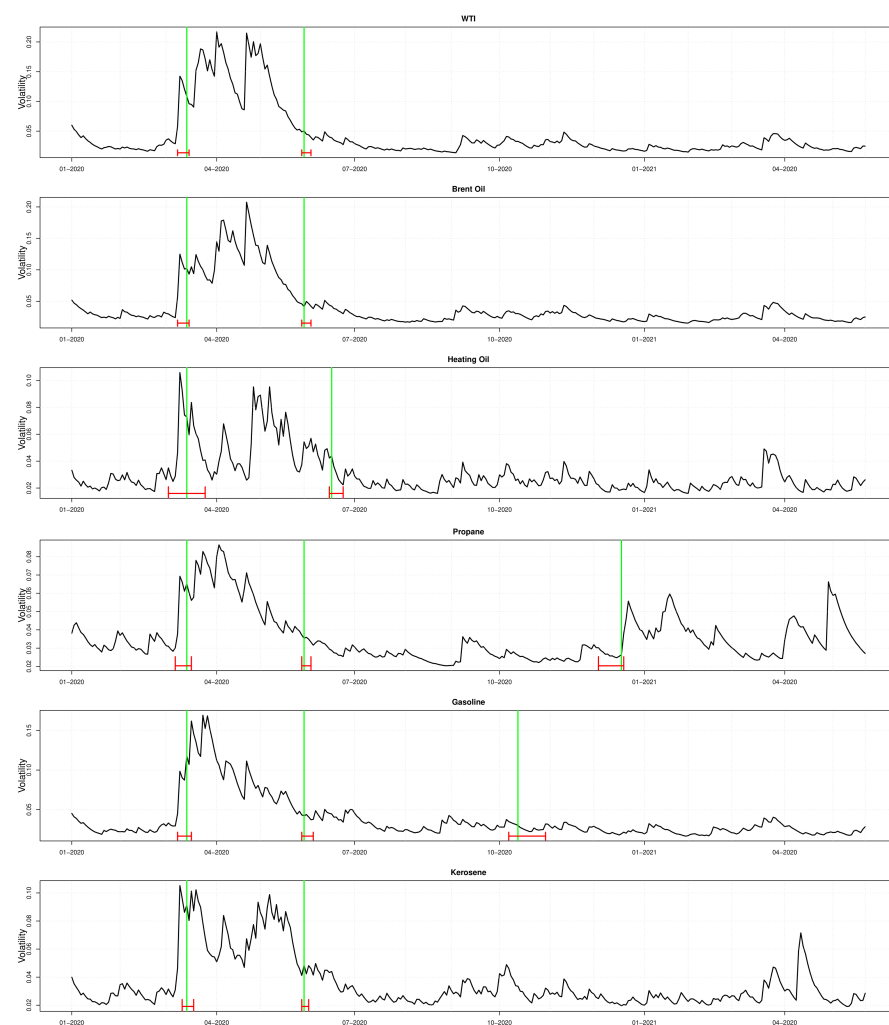 WTI
Volatility
0.05 0.10 0.15 0.20
01−2020 04−2020 07−2020 10−2020 01−2021 04−2020
Brent Oil
Volatility
0.05 0.10 0.15 0.20
01−2020 04−2020 07−2020 10−2020 01−2021 04−2020
Heating Oil
Volatility
0.02 0.04 0.06 0.08 0.10
01−2020 04−2020 07−2020 10−2020 01−2021 04−2020
Propane
Volatility
0.02 0.03 0.04 0.05 0.06 0.07 0.08
01−2020 04−2020 07−2020 10−2020 01−2021 04−2020
Gasoline
Volatility
0.05 0.10 0.15
01−2020 04−2020 07−2020 10−2020 01−2021 04−2020
Kerosene
Volatility
0.02 0.04 0.06 0.08 0.10
01−2020 04−2020 07−2020 10−2020 01−2021 04−2020